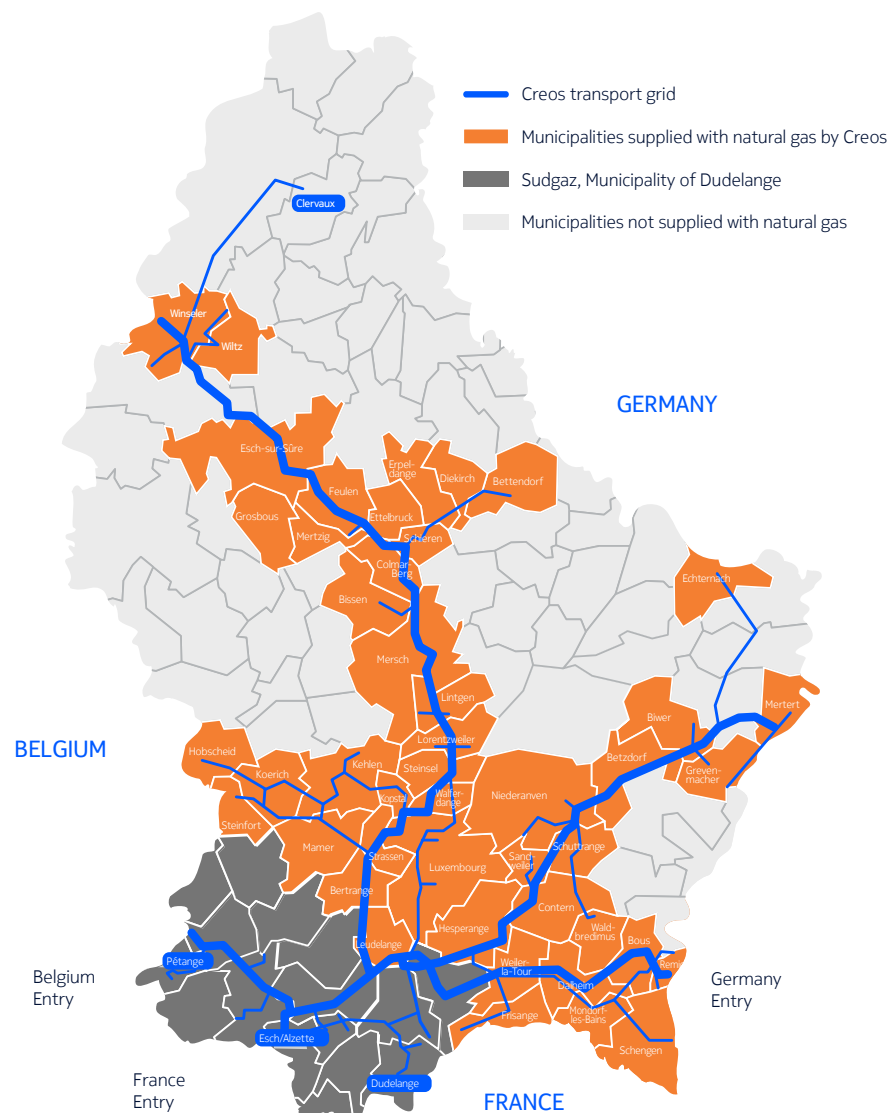 Creos transport grid
Municipalities supplied with natural gas by Creos
Sudgaz, Municipality of Dudelange
Municipalities not supplied with natural gas
Clervaux
Winseler
Wiltz
GERMANY
Esch-sur-Sûre
Erpel-
dange
Diekirch
Bettendorf
Feulen
Grosbous
Ettelbruck
Mertzig
Schieren
Colmar-
Berg
Echternach
Bissen
Mersch
Lintgen
Mertert
Biwer
Lorentzweiler
BELGIUM
Hobscheid
Kehlen
Steinsel
Betzdorf
Koerich
Greven-
macher
Kopstal
Walfer-
dange
Niederanven
Steinfort
Mamer
Strassen
Schuttrange
Luxembourg
Sand-
weiler
Bertrange
Contern
Hesperange
Wald-
bredimus
Leudelange
Bous
Pétange
Weiler-
la-Tour
Remich
Belgium
Entry
Dalheim
Germany
Entry
Frisange
Mondorf-
les-Bains
Esch/Alzette
Schengen
France
Entry
Dudelange
FRANCE